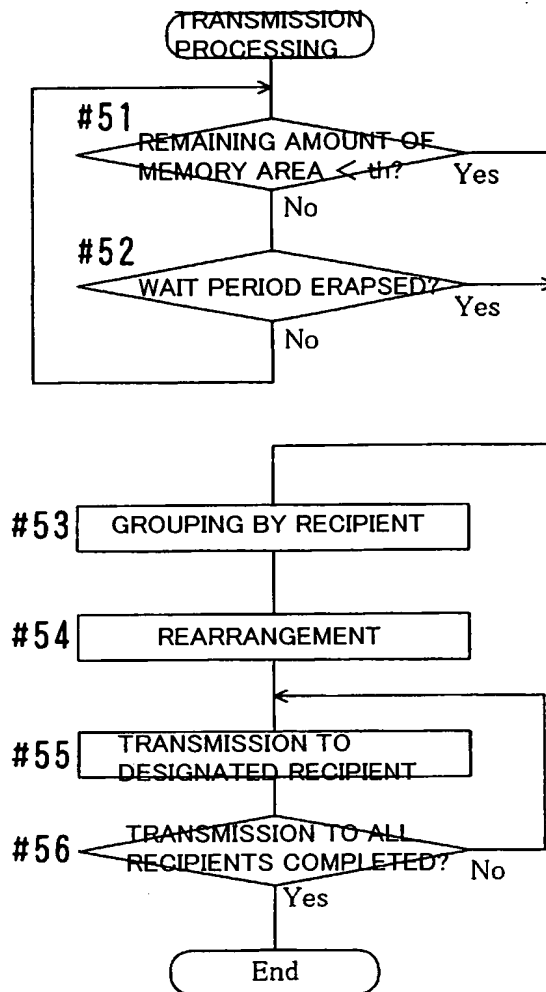 TRANSMISSION
PROCESSING
#51
REMAINING AMOUNT OF
MEMORY AREA < th?
Yes
No
#52
WAIT PERIOD ERAPSED?
Yes
No
#53
GROUPING BY RECIPIENT
#54
REARRANGEMENT
#55
TRANSMISSION TO
DESIGNATED RECIPIENT
#56
TRANSMISSION TO ALL
RECIPIENTS COMPLETED?
No
Yes
End